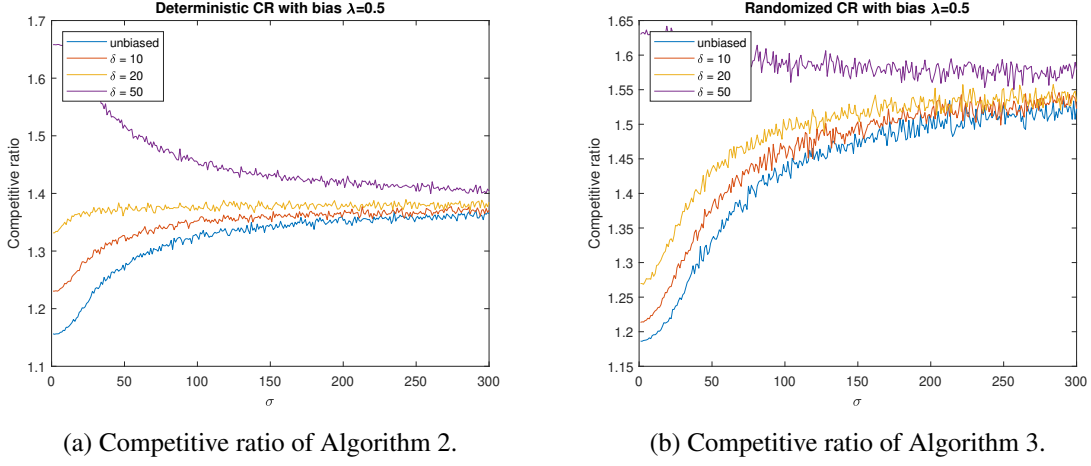 Deterministic CR with bias λ=0.5
1.7
1.6
1.5
1.4
1.3
1.2
1.1
Competitive ratio
unbiased
δ = 10
δ = 20
δ = 50
0 50 100 150 200 250 300
σ
(a) Competitive ratio of Algorithm 2.
Randomized CR with bias λ=0.5
1.65
1.6
1.55
1.5
1.45
1.4
1.35
1.3
1.25
1.2
1.15
Competitive ratio
unbiased
δ = 10
δ = 20
δ = 50
0 50 100 150 200 250 300
σ
(b) Competitive ratio of Algorithm 3.